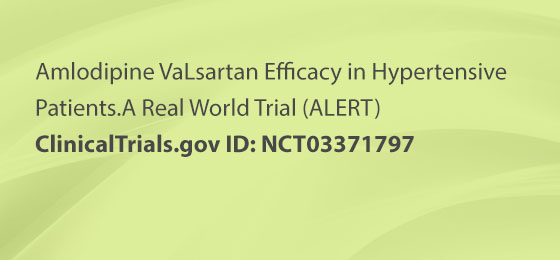 Amlodipine VaLsartan Efficacy in Hypertensive
Patients.A Real World Trial (ALERT)
ClinicalTrials.gov ID: NCT03371797